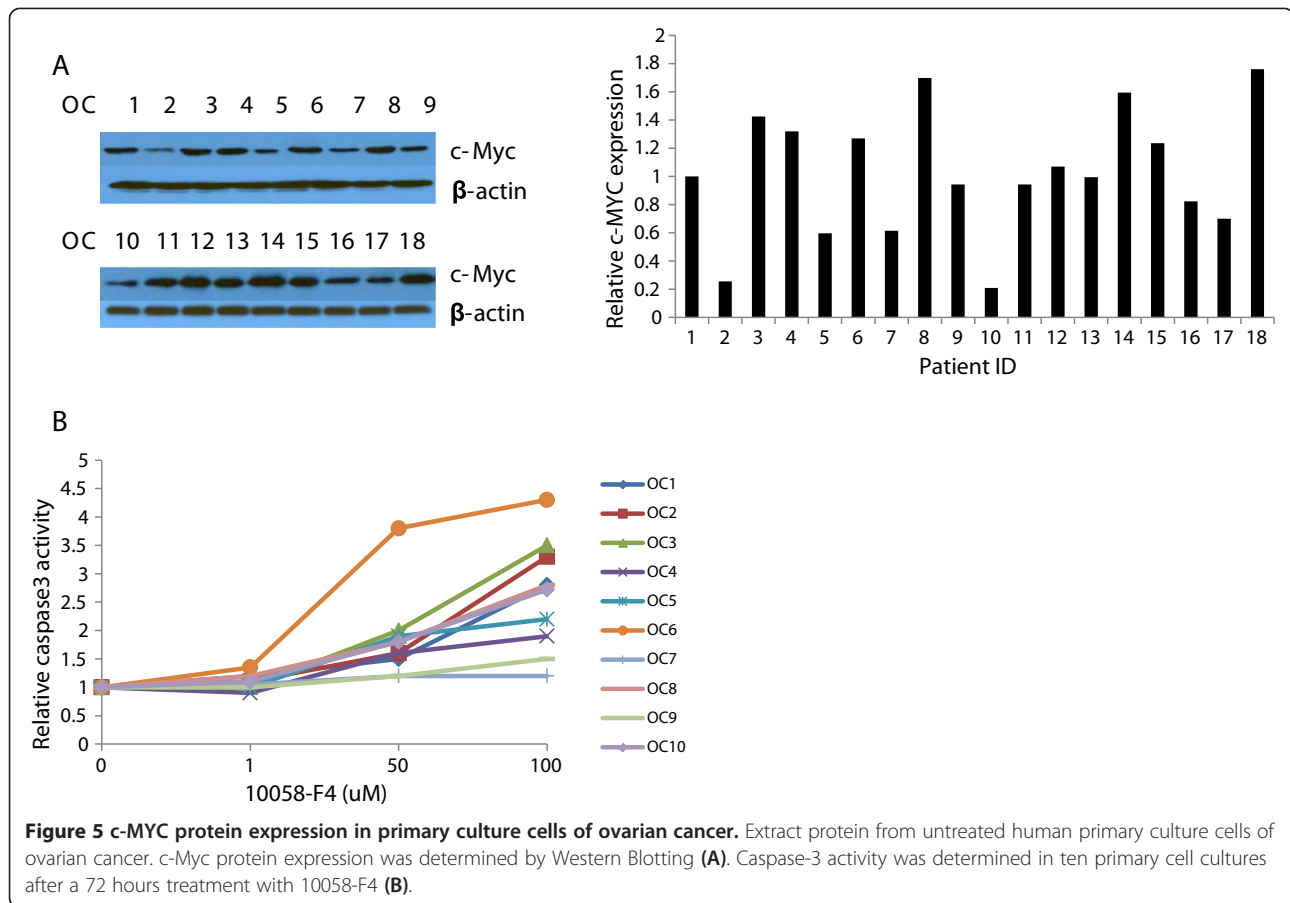 A
OC 1 2 3 4 5 6 7 8 9
c-Myc
β-actin
OC 10 11 12 13 14 15 16 17 18
c-Myc
β-actin
Relative c-MYC expression
2
1.8
1.6
1.4
1.2
1
0.8
0.6
0.4
0.2
0
1 2 3 4 5 6 7 8 9 10 11 12 13 14 15 16 17 18
Patient ID
B
Relative caspase3 activity
5
4.5
4
3.5
3
2.5
2
1.5
1
0.5
0
0 1 50 100
10058-F4 (uM)
OC1
OC2
OC3
OC4
OC5
OC6
OC7
OC8
OC9
OC10
Figure 5 c-MYC protein expression in primary culture cells of ovarian cancer. Extract protein from untreated human primary culture cells of
ovarian cancer. c-Myc protein expression was determined by Western Blotting (A). Caspase-3 activity was determined in ten primary cell cultures
after a 72 hours treatment with 10058-F4 (B).